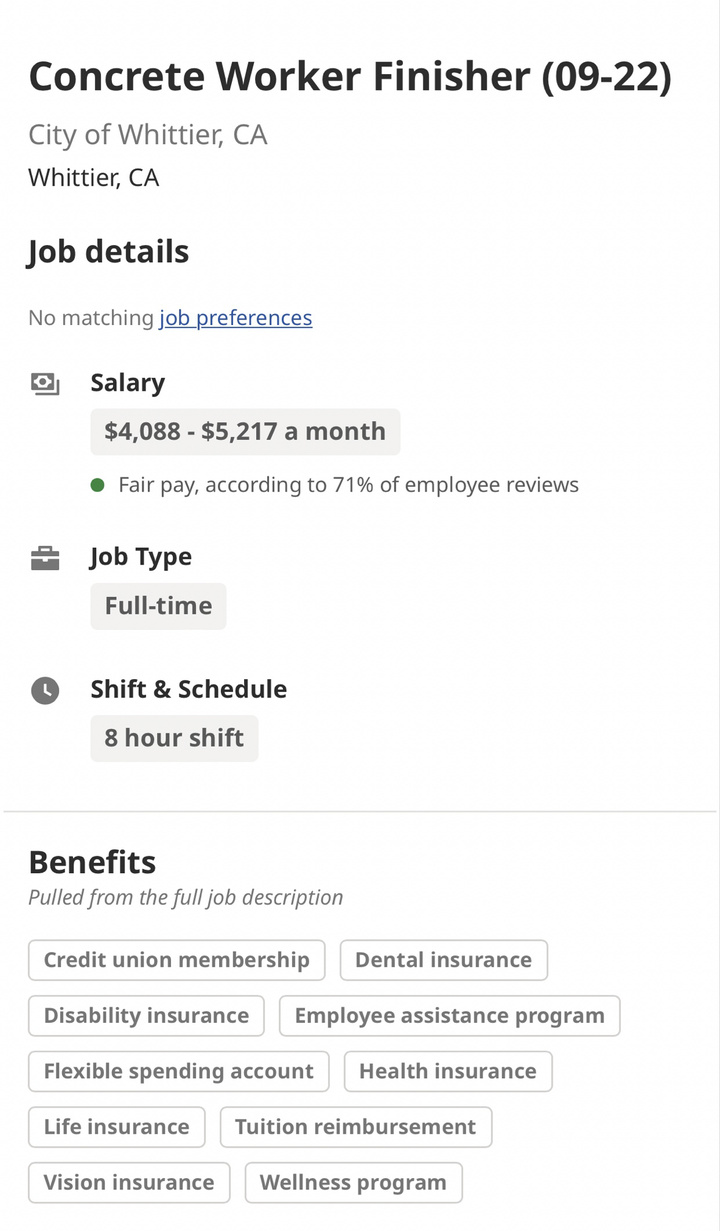 Concrete Worker Finisher (09-22)
City of Whittier, CA
Whittier, CA
Job details
No matching job preferences
Salary
$4,088 - $5,217 a month
Fair pay, according to 71% of employee reviews
Job Type
Full-time
Shift & Schedule
8 hour shift
Benefits
Pulled from the full job description
Credit union membership Dental insurance
Disability insurance Employee assistance program
Flexible spending account Health insurance
Life insurance Tuition reimbursement
Vision insurance Wellness program